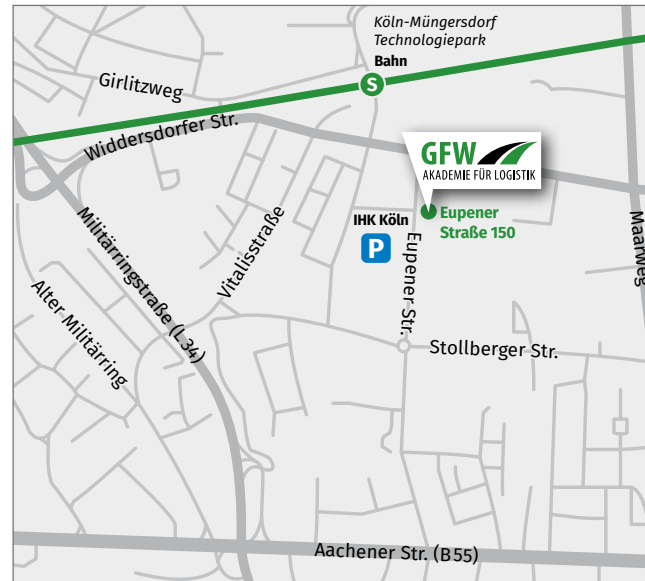 Köln-Müngersdorf
Technologiepark
Bahn
S
Girlitzweg
Widdersdorfer Str.
GFW
AKADEMIE FÜR LOGISTIK
Eupener
Straße 150
IHK Köln
P
Eupener Str.
Vitalisstraße
Militärringstraße (L 34)
Alter Militärring
Maarweg
Stollberger Str.
Aachener Str. (B 55)